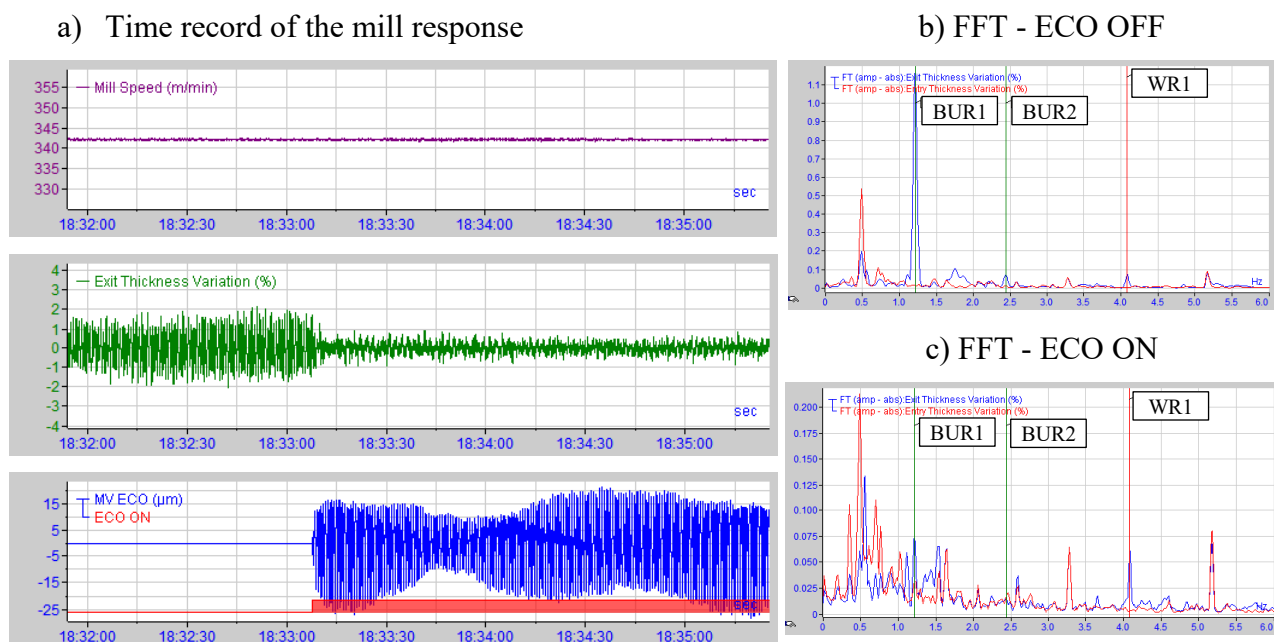 a) Time record of the mill response
Mill Speed (m/min)
355
350
345
340
335
330
sec
18:32:00 18:32:30 18:33:00 18:33:30 18:34:00 18:34:30 18:35:00
Exit Thickness Variation (%)
4
3
2
1
0
-1
-2
-3
-4
sec
18:32:00 18:32:30 18:33:00 18:33:30 18:34:00 18:34:30 18:35:00
MV ECO (µm)
ECO ON
15
5
-5
-15
-25
sec
18:32:00 18:32:30 18:33:00 18:33:30 18:34:00 18:34:30 18:35:00
b) FFT - ECO OFF
FT (amp - abs):Exit Thickness Variation (%)
FT (amp - abs):Entry Thickness Variation (%)
BUR1 BUR2 WR1
1.1
1.0
0.9
0.8
0.7
0.6
0.5
0.4
0.3
0.2
0.1
0
Hz
0 0.5 1.0 1.5 2.0 2.5 3.0 3.5 4.0 4.5 5.0 5.5 6.0
c) FFT - ECO ON
FT (amp - abs):Exit Thickness Variation (%)
FT (amp - abs):Entry Thickness Variation (%)
BUR1 BUR2 WR1
0.200
0.175
0.150
0.125
0.100
0.075
0.050
0.025
0
Hz
0 0.5 1.0 1.5 2.0 2.5 3.0 3.5 4.0 4.5 5.0 5.5 6.0